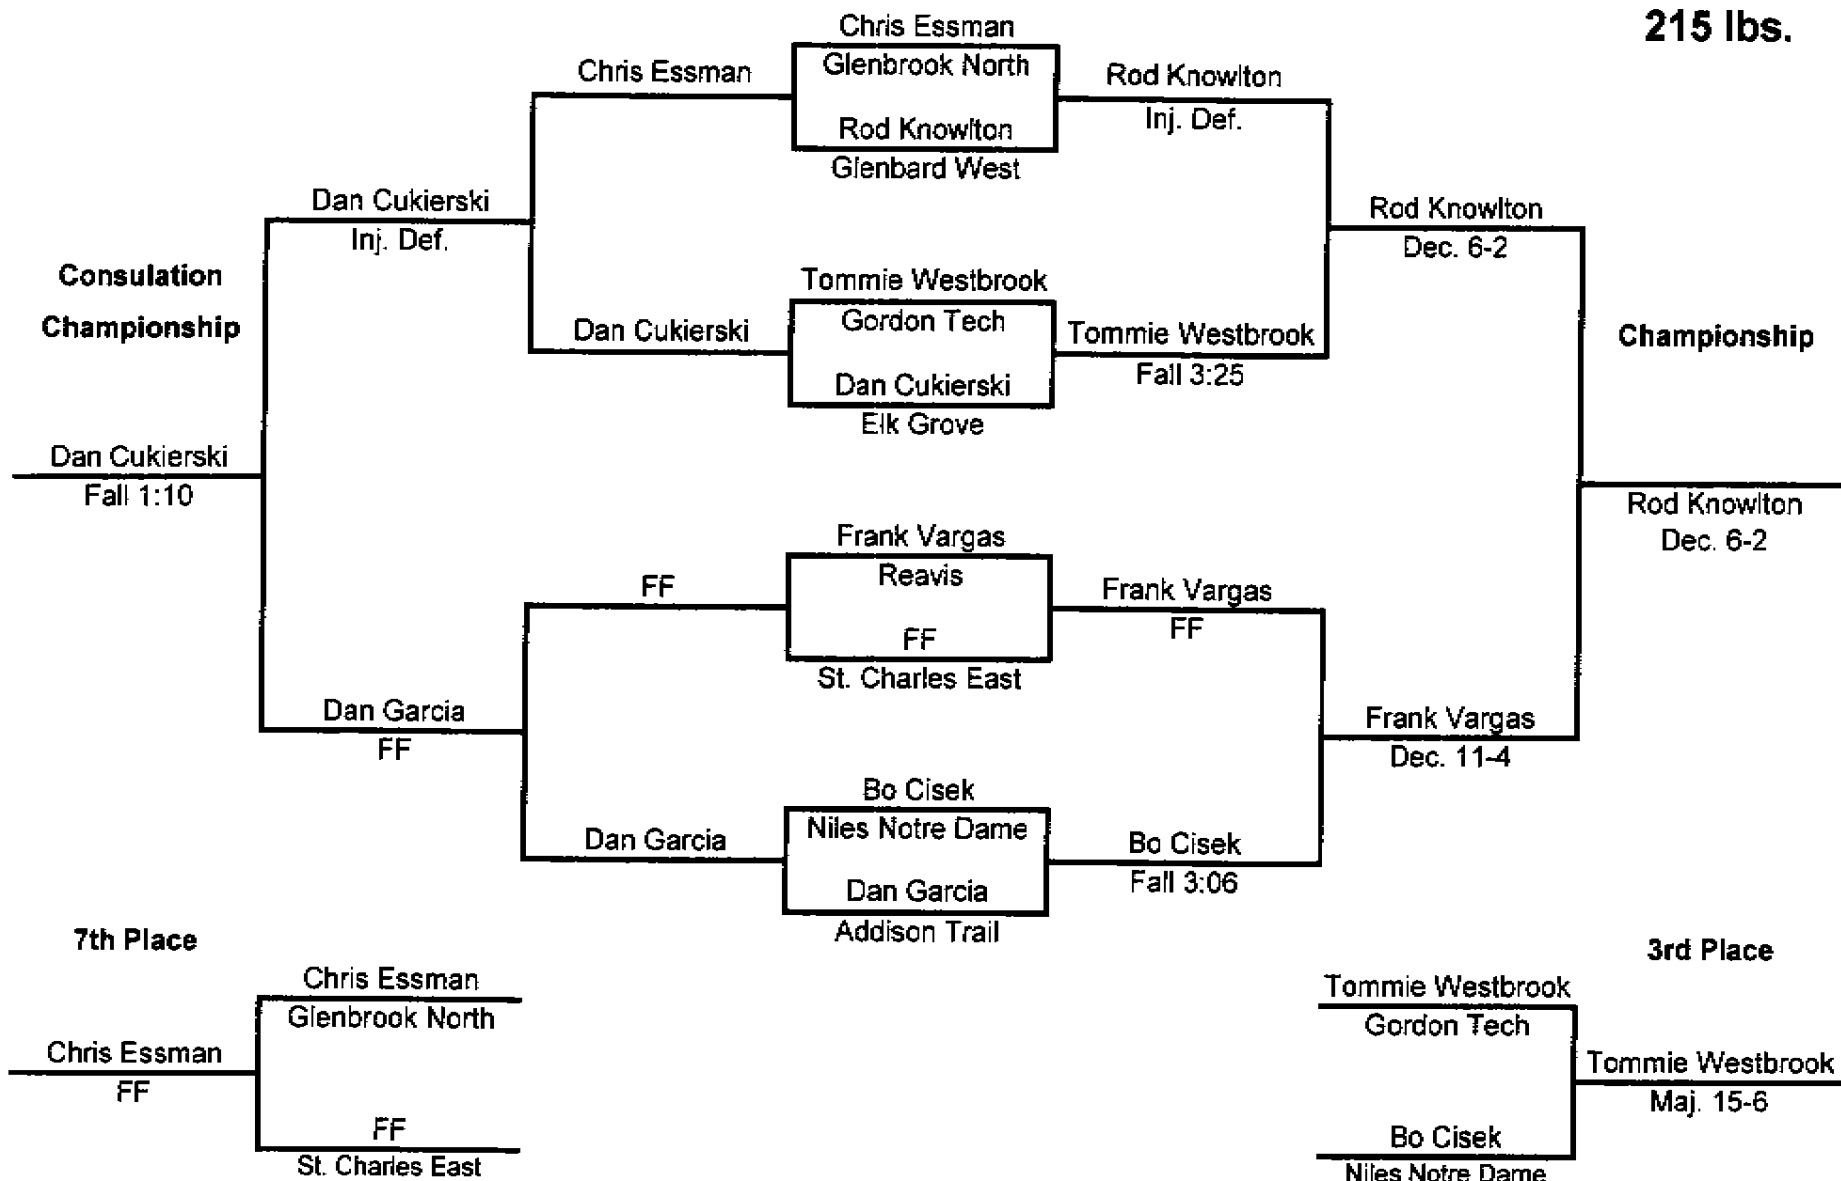 215 lbs.
Chris Essman
Glenbrook North
Chris Essman
Rod Knowlton
Inj. Def.
Rod Knowlton
Glenbard West
Dan Cukierski
Inj. Def.
Rod Knowlton
Dec. 6-2
Consulation
Championship
Tommie Westbrook
Gordon Tech
Dan Cukierski
Tommie Westbrook
Fall 3:25
Championship
Dan Cukierski
Elk Grove
Dan Cukierski
Fall 1:10
Rod Knowlton
Dec. 6-2
Frank Vargas
Reavis
FF
Frank Vargas
FF
FF
St. Charles East
Dan Garcia
FF
Frank Vargas
Dec. 11-4
Bo Cisek
Niles Notre Dame
Dan Garcia
Bo Cisek
Fall 3:06
Dan Garcia
Addison Trail
7th Place
Chris Essman
Glenbrook North
Chris Essman
FF
FF
St. Charles East
3rd Place
Tommie Westbrook
Gordon Tech
Tommie Westbrook
Maj. 15-6
Bo Cisek
Niles Notre Dame